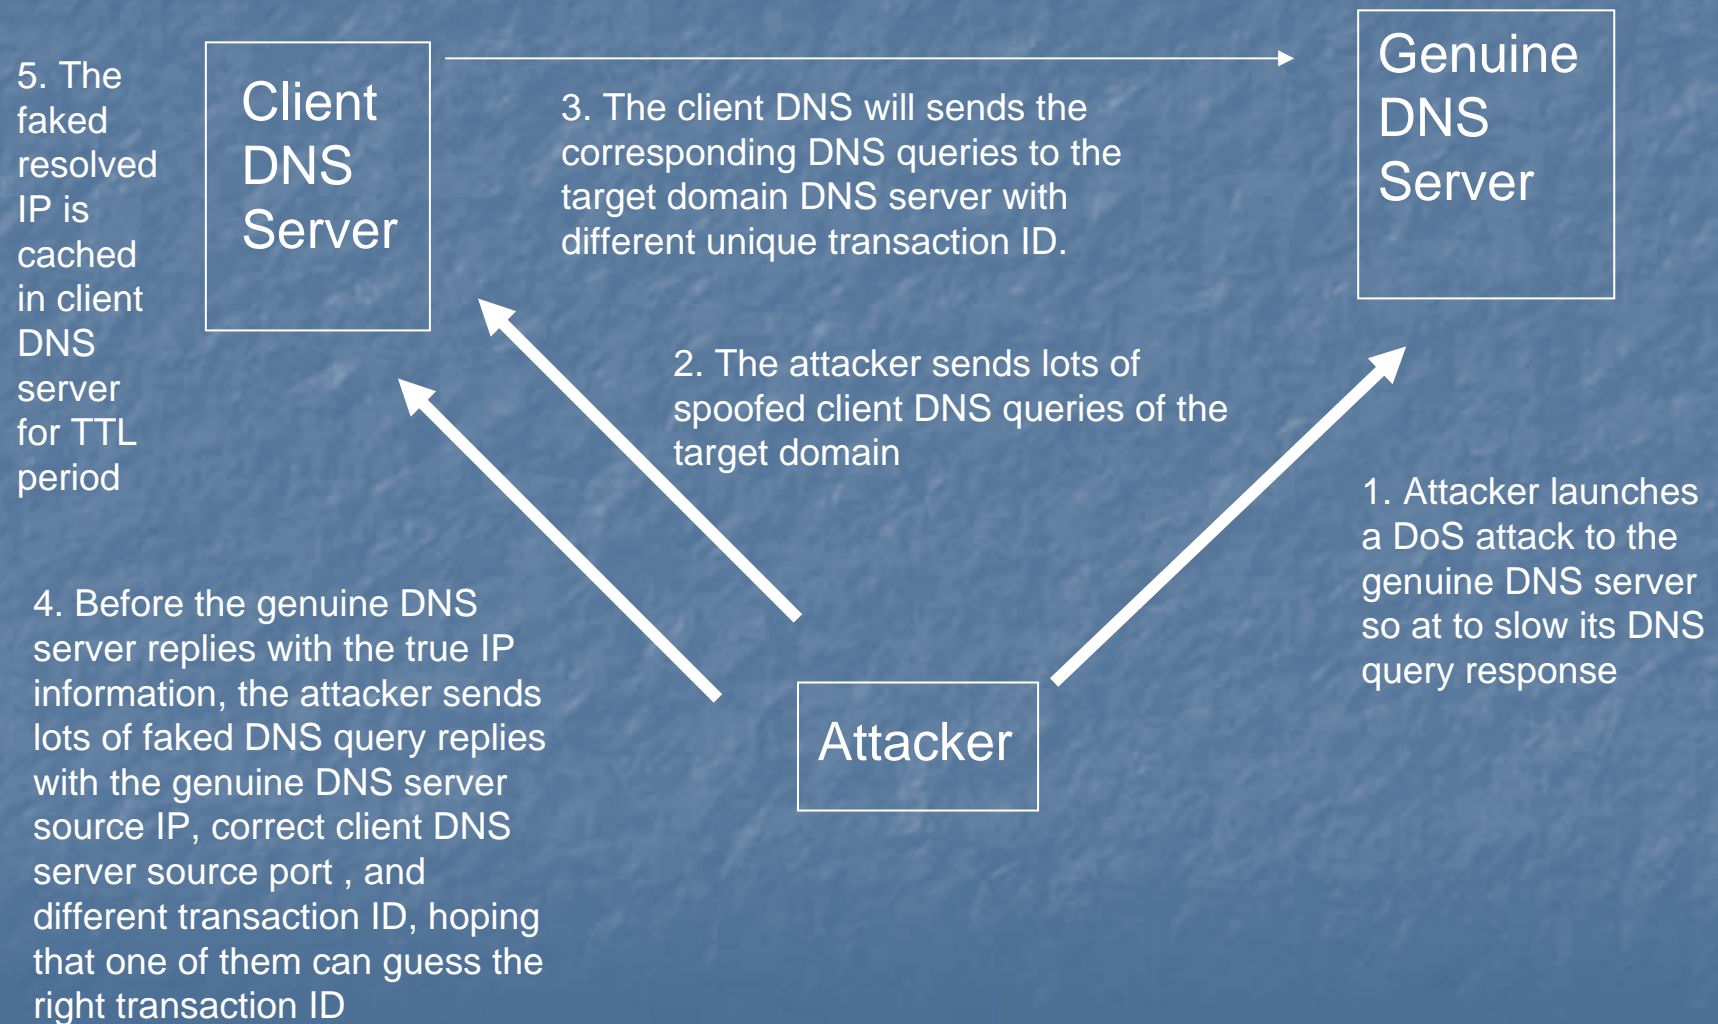 5. The
faked
resolved
IP is
cached
in client
DNS
server
for TTL
period
Client
DNS
Server
3. The client DNS will sends the
corresponding DNS queries to the
target domain DNS server with
different unique transaction ID.
Genuine
DNS
Server
2. The attacker sends lots of
spoofed client DNS queries of the
target domain
1. Attacker launches
a DoS attack to the
genuine DNS server
so at to slow its DNS
query response
4. Before the genuine DNS
server replies with the true IP
information, the attacker sends
lots of faked DNS query replies
with the genuine DNS server
source IP, correct client DNS
server source port , and
different transaction ID, hoping
that one of them can guess the
right transaction ID
Attacker